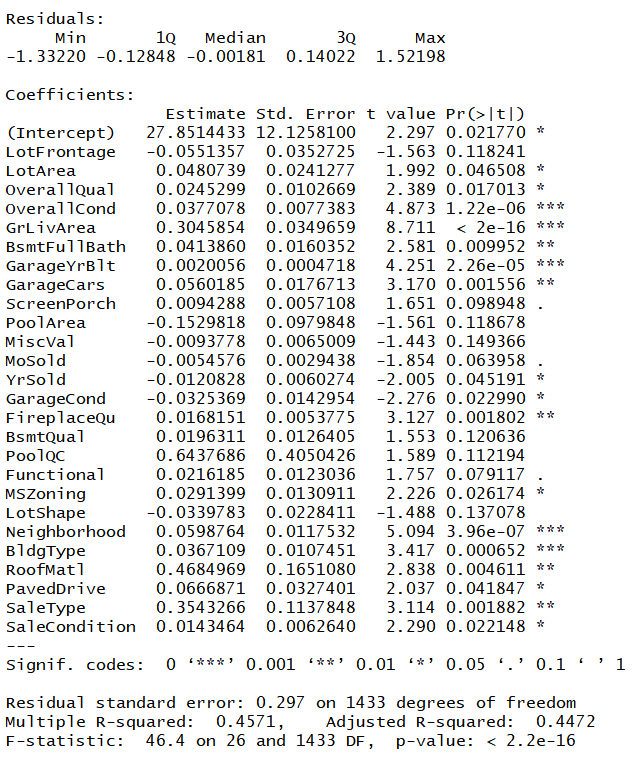 Residuals:
     Min       1Q   Median       3Q      Max
-1.33220 -0.12848 -0.00181  0.14022  1.52198

Coefficients:
                Estimate Std. Error t value Pr(>|t|)
(Intercept)   27.8514433 12.1258100   2.297 0.021770 *
LotFrontage   -0.0551357  0.0352725  -1.563 0.118241
LotArea        0.0480739  0.0241277   1.992 0.046508 *
OverallQual    0.0245299  0.0102669   2.389 0.017013 *
OverallCond    0.0377078  0.0077383   4.873 1.22e-06 ***
GrLivArea      0.3045854  0.0349659   8.711  < 2e-16 ***
BsmtFullBath   0.0413860  0.0160352   2.581 0.009952 **
GarageYrBlt    0.0020056  0.0004718   4.251 2.26e-05 ***
GarageCars     0.0560185  0.0176713   3.170 0.001556 **
ScreenPorch    0.0094288  0.0057108   1.651 0.098948 .
PoolArea      -0.1529818  0.0979848  -1.561 0.118678
MiscVal       -0.0093778  0.0065009  -1.443 0.149366
MoSold        -0.0054576  0.0029438  -1.854 0.063958 .
YrSold        -0.0120828  0.0060274  -2.005 0.045191 *
GarageCond    -0.0325369  0.0142954  -2.276 0.022990 *
FireplaceQu    0.0168151  0.0053775   3.127 0.001802 **
BsmtQual       0.0196311  0.0126405   1.553 0.120636
PoolQC         0.6437686  0.4050426   1.589 0.112194
Functional     0.0216185  0.0123036   1.757 0.079117 .
MSZoning       0.0291399  0.0130911   2.226 0.026174 *
LotShape      -0.0339783  0.0228411  -1.488 0.137078
Neighborhood   0.0598764  0.0117532   5.094 3.96e-07 ***
BldgType       0.0367109  0.0107451   3.417 0.000652 ***
RoofMatl       0.4684969  0.1651080   2.838 0.004611 **
PavedDrive     0.0666871  0.0327401   2.037 0.041847 *
SaleType       0.3543266  0.1137848   3.114 0.001882 **
SaleCondition  0.0143464  0.0062640   2.290 0.022148 *
---
Signif. codes:  0 ‘***’ 0.001 ‘**’ 0.01 ‘*’ 0.05 ‘.’ 0.1 ‘ ’ 1

Residual standard error: 0.297 on 1433 degrees of freedom
Multiple R-squared:  0.4571,    Adjusted R-squared:  0.4472
F-statistic:  46.4 on 26 and 1433 DF,  p-value: < 2.2e-16